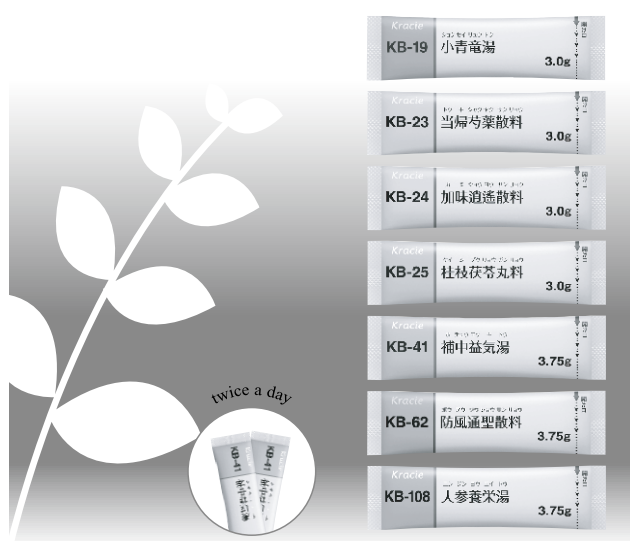 Kracie
KB-19
小青竜湯
3.0g
Kracie
KB-23
当帰芍薬散料
3.0g
Kracie
KB-24
加味逍遙散料
3.0g
Kracie
KB-25
桂枝茯苓丸料
3.0g
Kracie
KB-41
補中益気湯
3.75g
Kracie
KB-62
防風通聖散料
3.75g
Kracie
KB-108
人参養栄湯
3.75g
twice a day
KB-41
KB-41